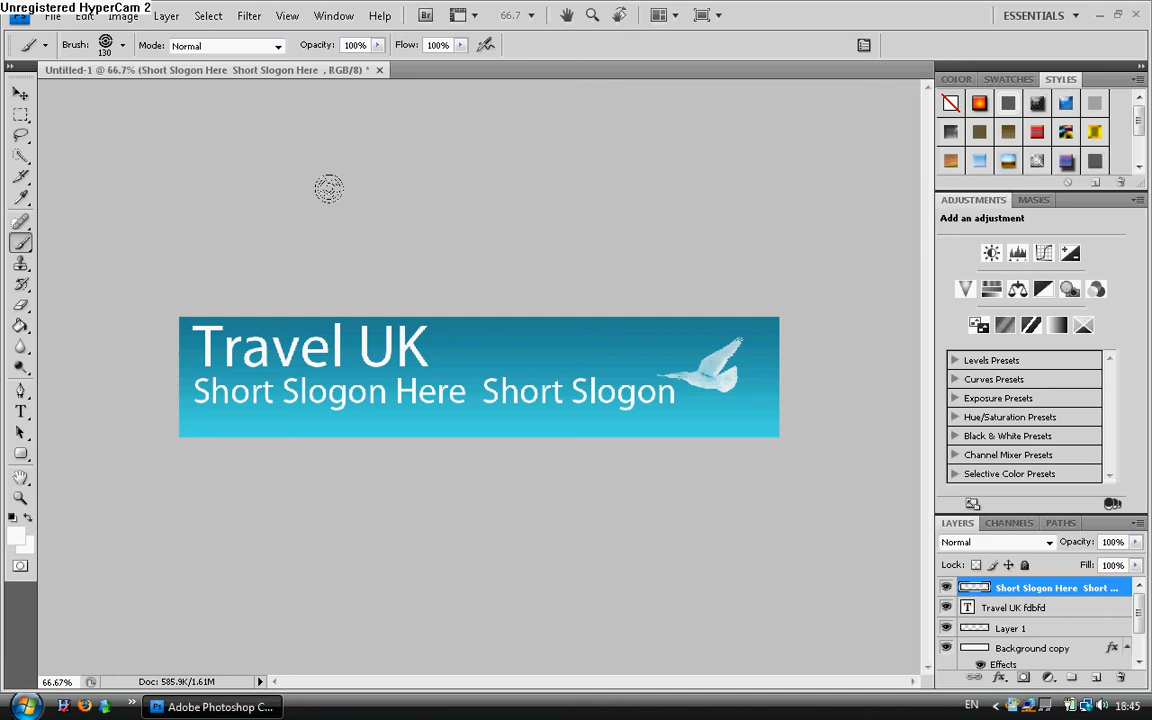 Unregistered HyperCam 2
File Edit Image Layer Select Filter View Window Help
Br
66.7
ESSENTIALS
Brush: 130 Mode: Normal Opacity: 100% Flow: 100%
Untitled-1 @ 66.7% (Short Slogon Here Short Slogon Here , RGB/8) *
COLOR SWATCHES STYLES
ADJUSTMENTS MASKS
Add an adjustment
Travel UK
Short Slogon Here Short Slogon
Levels Presets
Curves Presets
Exposure Presets
Hue/Saturation Presets
Black & White Presets
Channel Mixer Presets
Selective Color Presets
LAYERS CHANNELS PATHS
Normal Opacity: 100%
Lock: Fill: 100%
Short Slogon Here Short ...
T Travel UK fdbfd
Layer 1
Background copy fx
Effects
66.67% Doc: 585.9K/1.61M
Ps Adobe Photoshop C...
EN 18:45